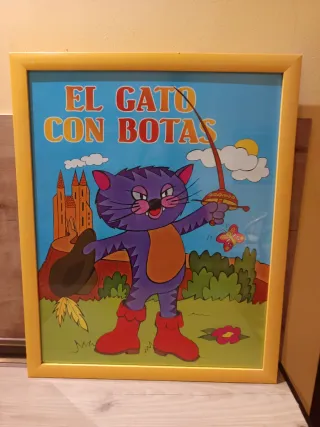 EL GATO
CON BOTAS